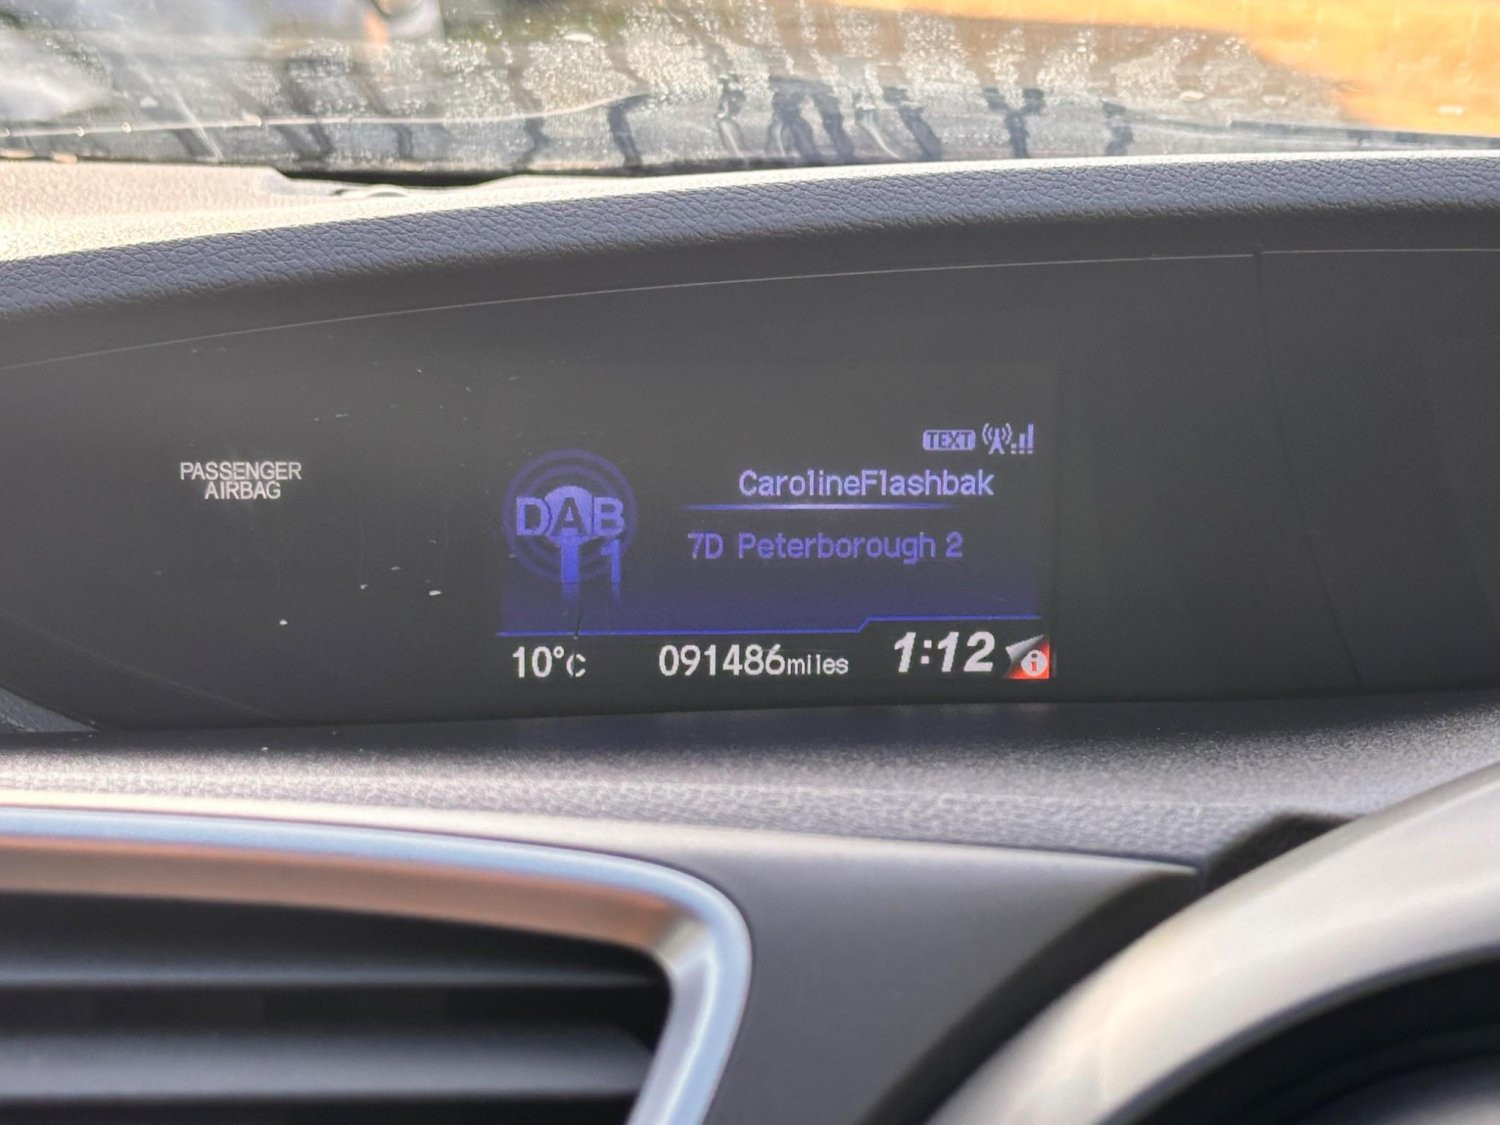 PASSENGER
AIRBAG
TEXT
CarolineFlashbak
DAB
1
7D Peterborough 2
10°C
091486miles
1:12
i